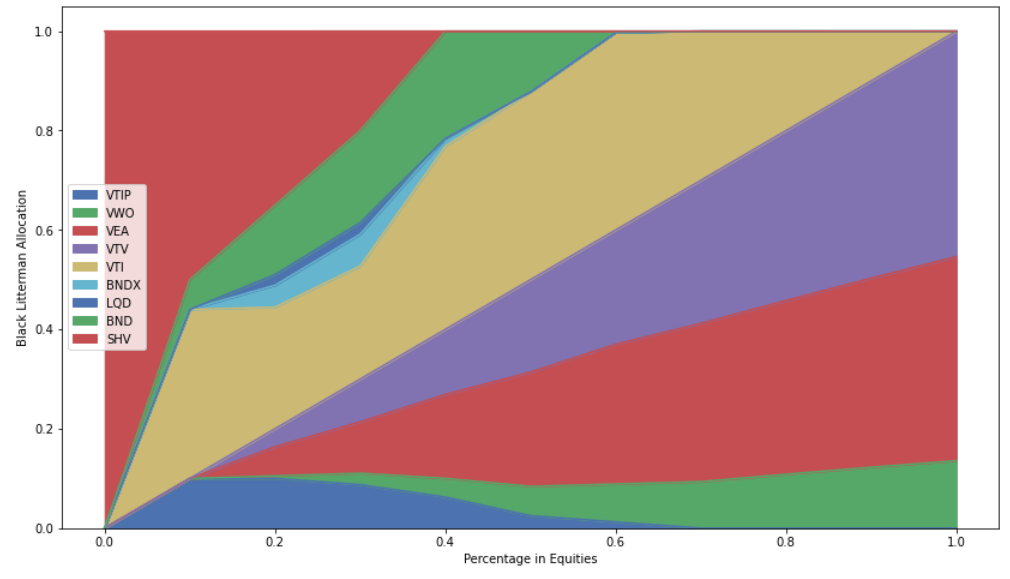 1.0
0.8
0.6
0.4
0.2
0.0
Black Litterman Allocation
VTIP
VWO
VEA
VTV
VTI
BNDX
LQD
BND
SHV
0.0 0.2 0.4 0.6 0.8 1.0
Percentage in Equities